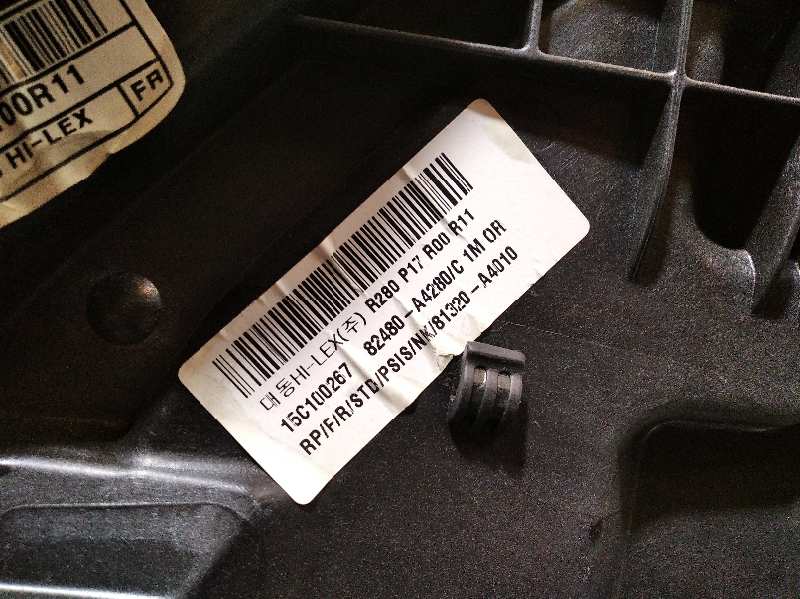 00R11
HI-LEX
FR
대동HI-LEX(주) R280 P17 R00 R11
15C100267 82480-A4280/C 1M OR
RP/F/R/STD/PSIS/NK/81320-A4010